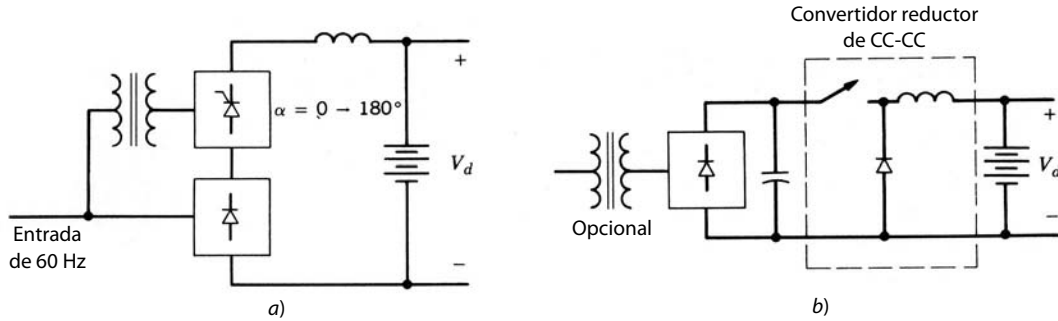 Convertidor reductor
de CC-CC
+
α = 0 → 180°
V_d
Entrada
de 60 Hz
−
a)
+
V_d
Opcional
−
b)